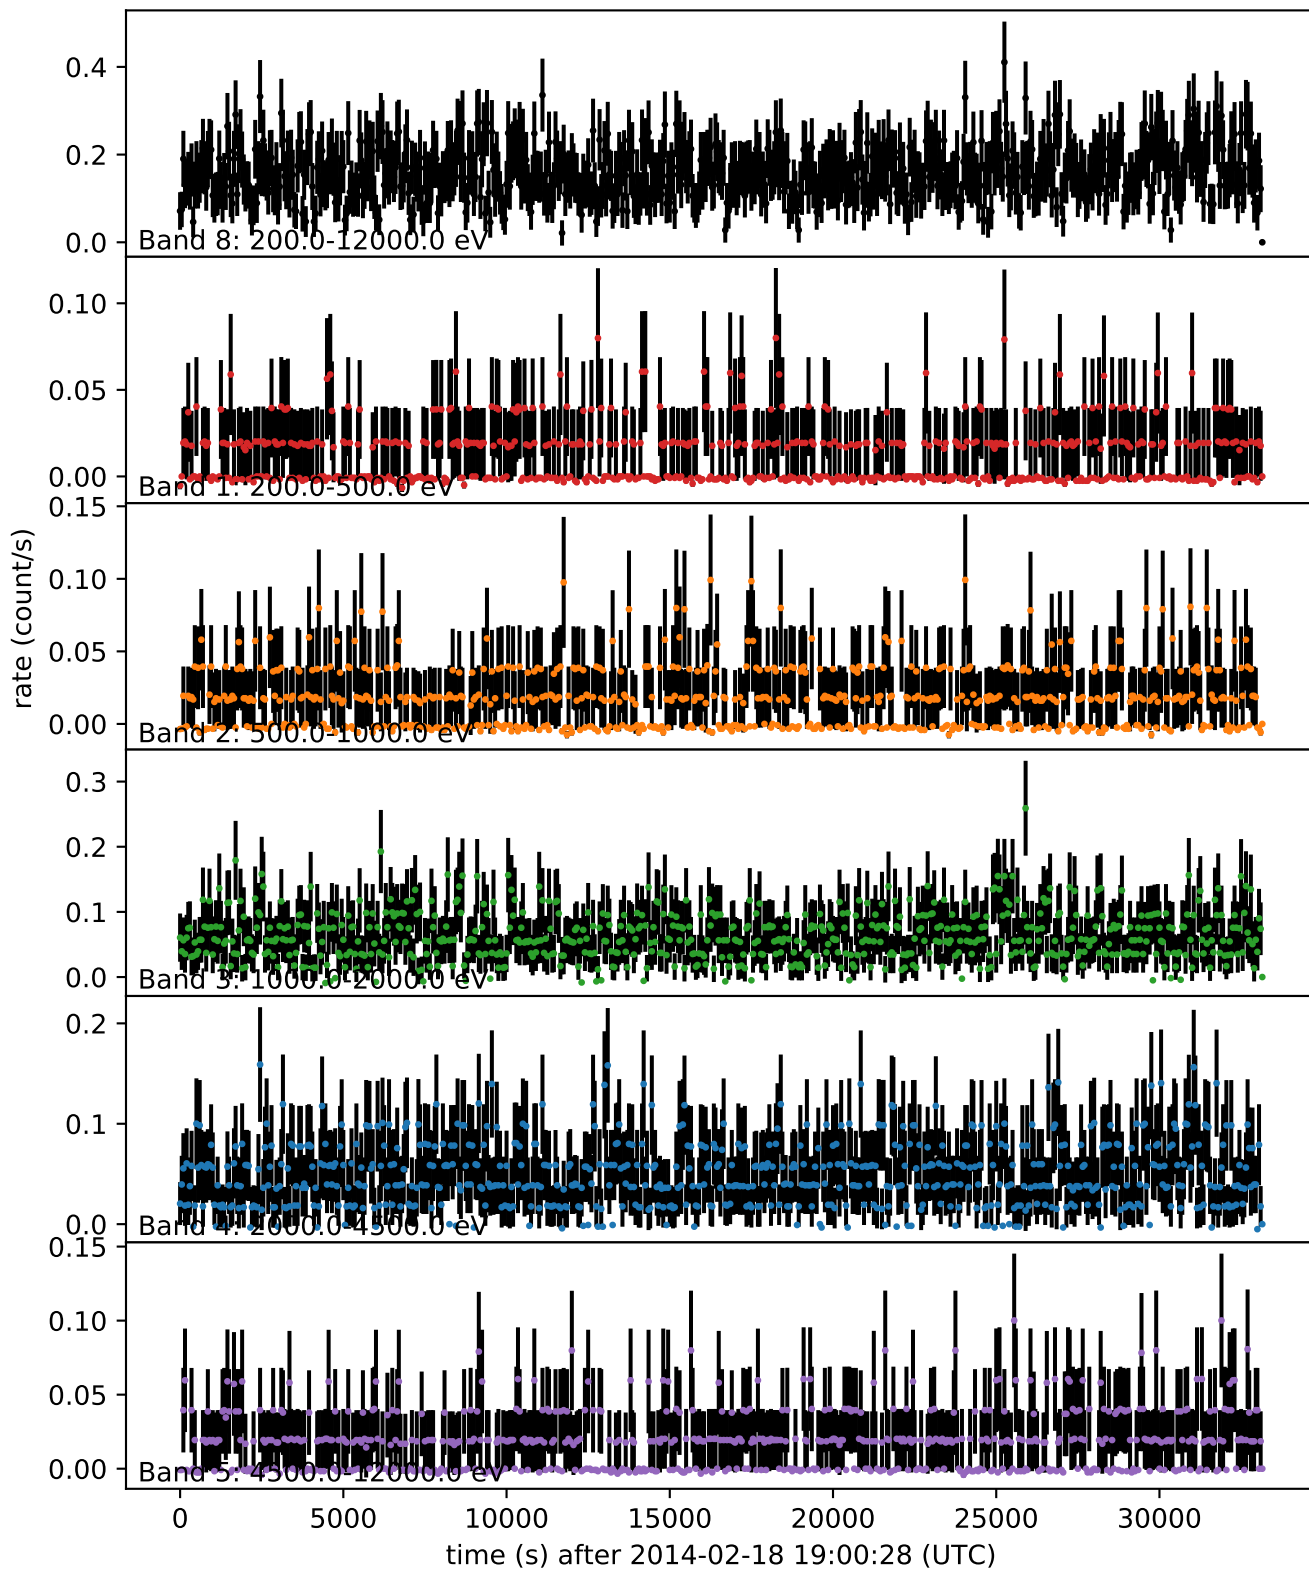 0.4
0.2
0.0
Band 8: 200.0-12000.0 eV
0.10
0.05
0.00
Band 1: 200.0-500.0 eV
0.15
0.10
0.05
0.00
Band 2: 500.0-1000.0 eV
rate (count/s)
0.3
0.2
0.1
0.0
Band 3: 1000.0-2000.0 eV
0.2
0.1
0.0
Band 4: 2000.0-4500.0 eV
0.15
0.10
0.05
0.00
Band 5: 4500.0-12000.0 eV
0 5000 10000 15000 20000 25000 30000
time (s) after 2014-02-18 19:00:28 (UTC)